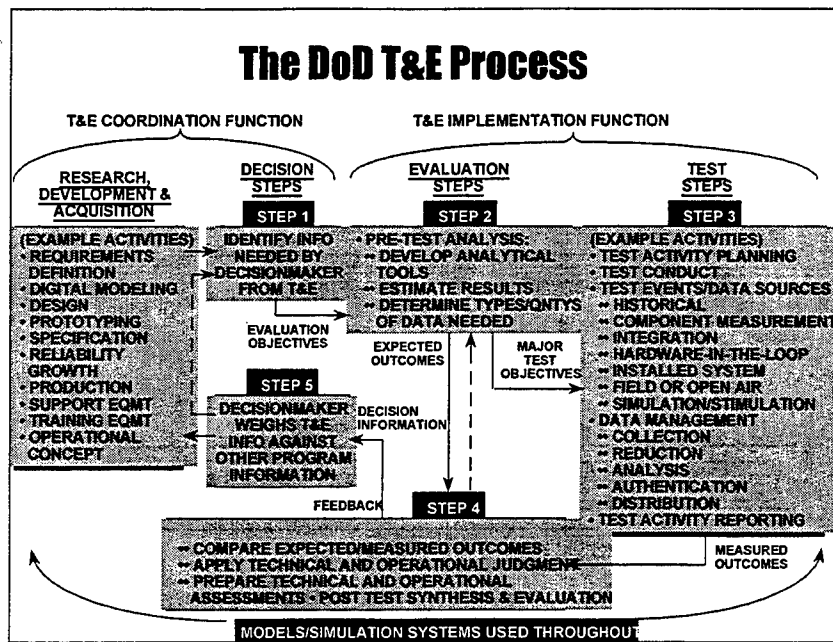 The DoD T&E Process
T&E COORDINATION FUNCTION
T&E IMPLEMENTATION FUNCTION
RESEARCH,
DEVELOPMENT &
ACQUISITION
(EXAMPLE ACTIVITIES)
• REQUIREMENTS
DEFINITION
• DIGITAL MODELING
• DESIGN
• PROTOTYPING
• SPECIFICATION
• RELIABILITY
GROWTH
• PRODUCTION
• SUPPORT EQMT
• TRAINING EQMT
• OPERATIONAL
CONCEPT
DECISION
STEPS
STEP 1
IDENTIFY INFO
NEEDED BY
DECISIONMAKER
FROM T&E
EVALUATION
OBJECTIVES
EVALUATION
STEPS
STEP 2
• PRE-TEST ANALYSIS:
•• DEVELOP ANALYTICAL
TOOLS
•• ESTIMATE RESULTS
•• DETERMINE TYPES/QNTYS
OF DATA NEEDED
EXPECTED
OUTCOMES
MAJOR
TEST
OBJECTIVES
TEST
STEPS
STEP 3
(EXAMPLE ACTIVITIES)
• TEST ACTIVITY PLANNING
• TEST CONDUCT
• TEST EVENTS/DATA SOURCES
•• HISTORICAL
•• COMPONENT MEASUREMENT
•• INTEGRATION
•• HARDWARE-IN-THE-LOOP
•• INSTALLED SYSTEM
•• FIELD OR OPEN AIR
•• SIMULATION/STIMULATION
• DATA MANAGEMENT
•• COLLECTION
•• REDUCTION
•• ANALYSIS
•• AUTHENTICATION
•• DISTRIBUTION
• TEST ACTIVITY REPORTING
MEASURED
OUTCOMES
STEP 5
DECISIONMAKER
WEIGHS T&E
INFO AGAINST
OTHER PROGRAM
INFORMATION
DECISION
INFORMATION
FEEDBACK
STEP 4
•• COMPARE EXPECTED/MEASURED OUTCOMES
•• APPLY TECHNICAL AND OPERATIONAL JUDGMENT
•• PREPARE TECHNICAL AND OPERATIONAL
ASSESSMENTS • POST TEST SYNTHESIS & EVALUATION
MODELS/SIMULATION SYSTEMS USED THROUGHOUT